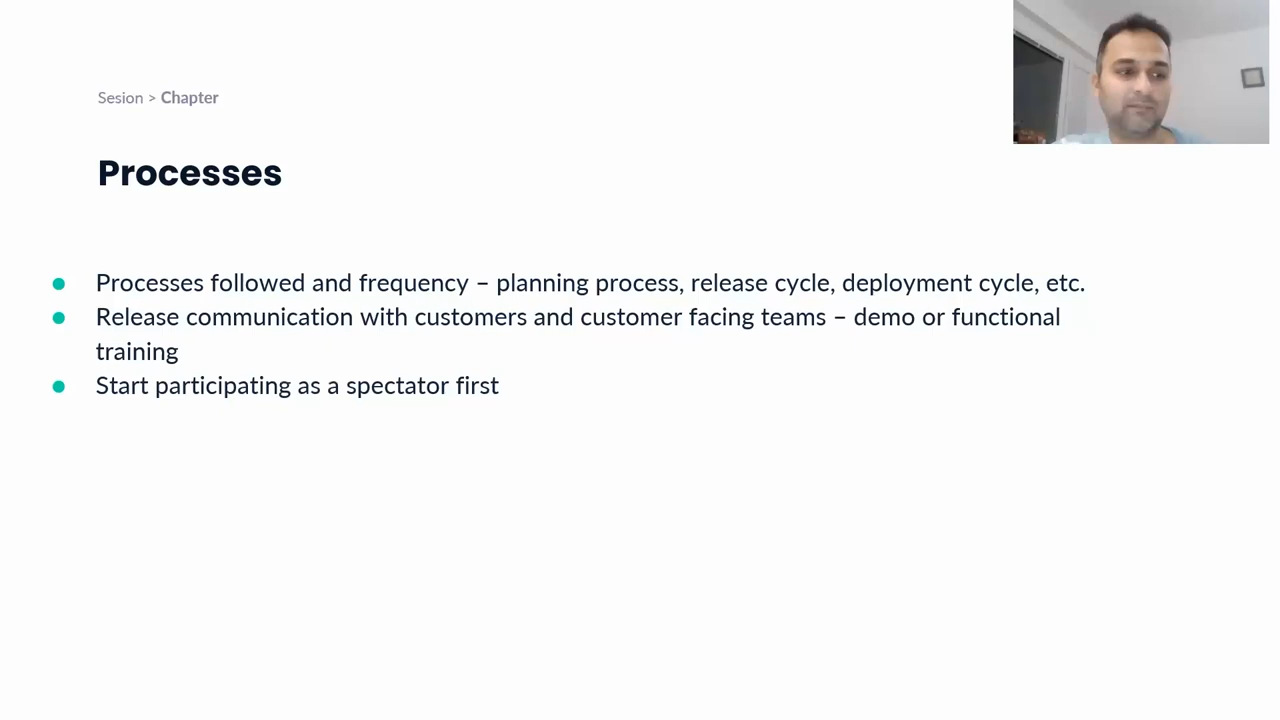 Sesion > Chapter
Processes
● Processes followed and frequency – planning process, release cycle, deployment cycle, etc.
● Release communication with customers and customer facing teams – demo or functional
training
● Start participating as a spectator first